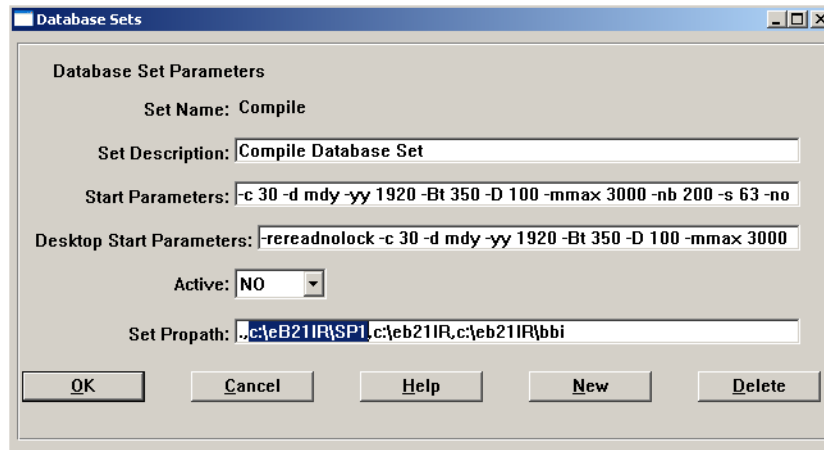 Database Sets
Database Set Parameters
Set Name: Compile
Set Description: Compile Database Set
Start Parameters: -c 30 -d mdy -yy 1920 -Bt 350 -D 100 -mmax 3000 -nb 200 -s 63 -no
Desktop Start Parameters: -rereadnolock -c 30 -d mdy -yy 1920 -Bt 350 -D 100 -mmax 3000
Active: NO
Set Propath: .,c:\eB21IR\SP1,c:\eb21IR,c:\eb21IR\bbi
OK Cancel Help New Delete